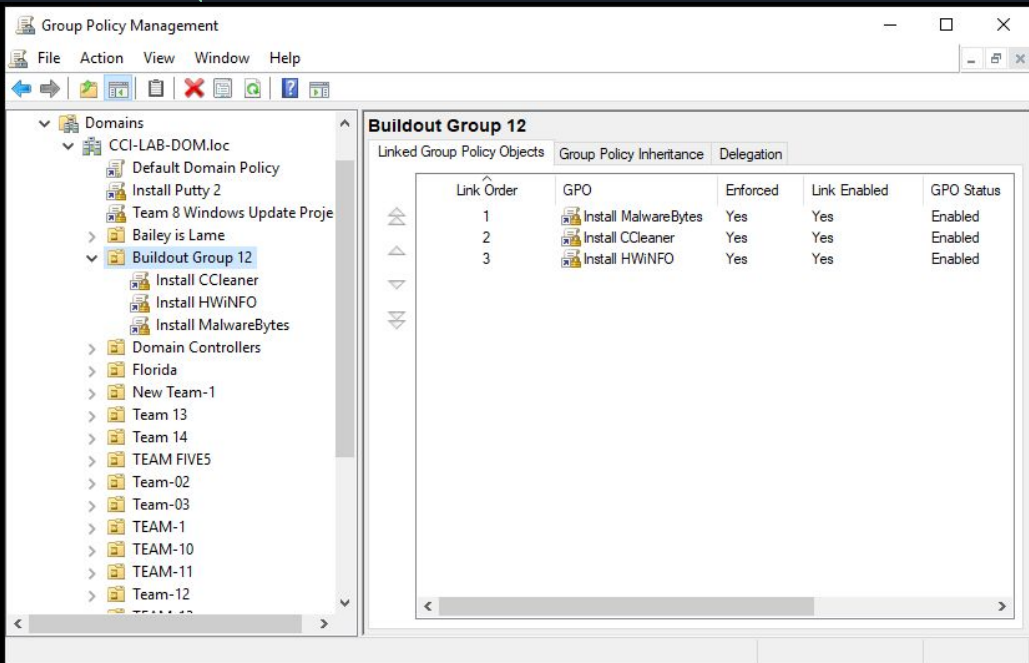 Group Policy Management
File Action View Window Help
Domains
CCI-LAB-DOM.loc
Default Domain Policy
Install Putty 2
Team 8 Windows Update Proje
Bailey is Lame
Buildout Group 12
Install CCleaner
Install HWiNFO
Install MalwareBytes
Domain Controllers
Florida
New Team-1
Team 13
Team 14
TEAM FIVE5
Team-02
Team-03
TEAM-1
TEAM-10
TEAM-11
Team-12
Buildout Group 12
Linked Group Policy Objects Group Policy Inheritance Delegation
Link Order GPO Enforced Link Enabled GPO Status
1 Install MalwareBytes Yes Yes Enabled
2 Install CCleaner Yes Yes Enabled
3 Install HWiNFO Yes Yes Enabled